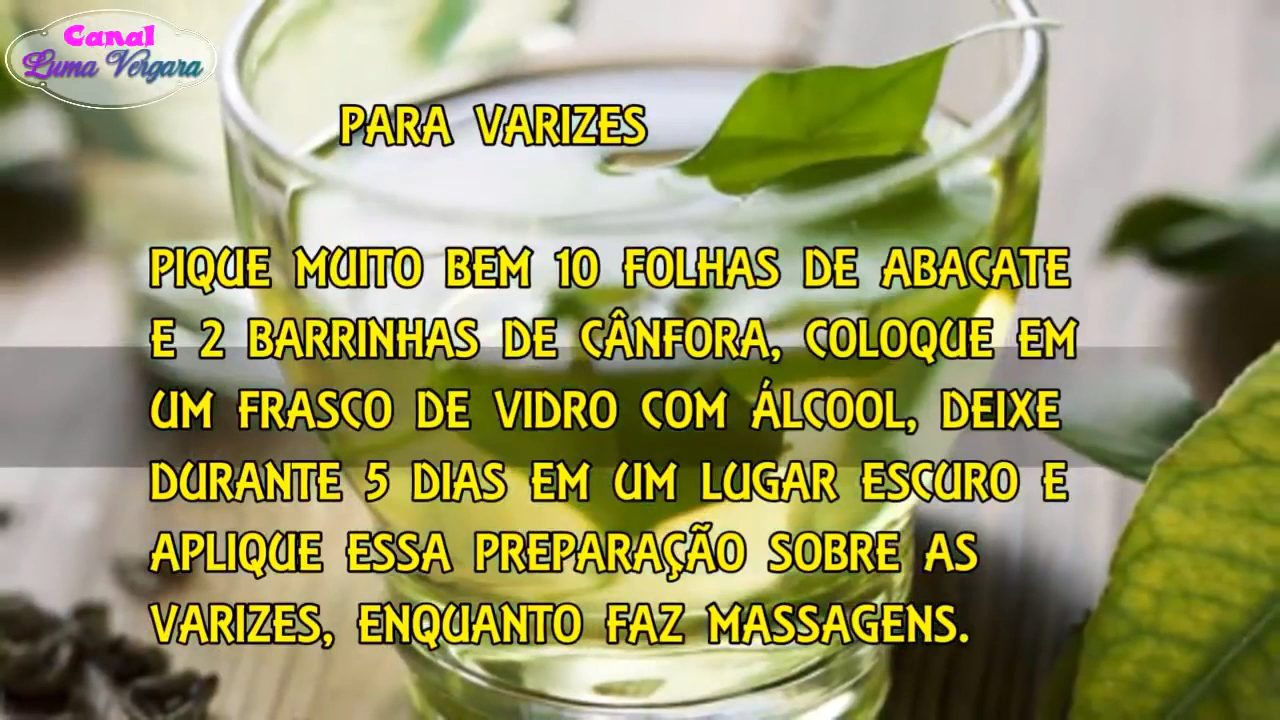 Canal
Luma Vergara
PARA VARIZES
PIQUE MUITO BEM 10 FOLHAS DE ABACATE
E 2 BARRINHAS DE CÂNFORA, COLOQUE EM
UM FRASCO DE VIDRO COM ÁLCOOL, DEIXE
DURANTE 5 DIAS EM UM LUGAR ESCURO E
APLIQUE ESSA PREPARAÇÃO SOBRE AS
VARIZES, ENQUANTO FAZ MASSAGENS.